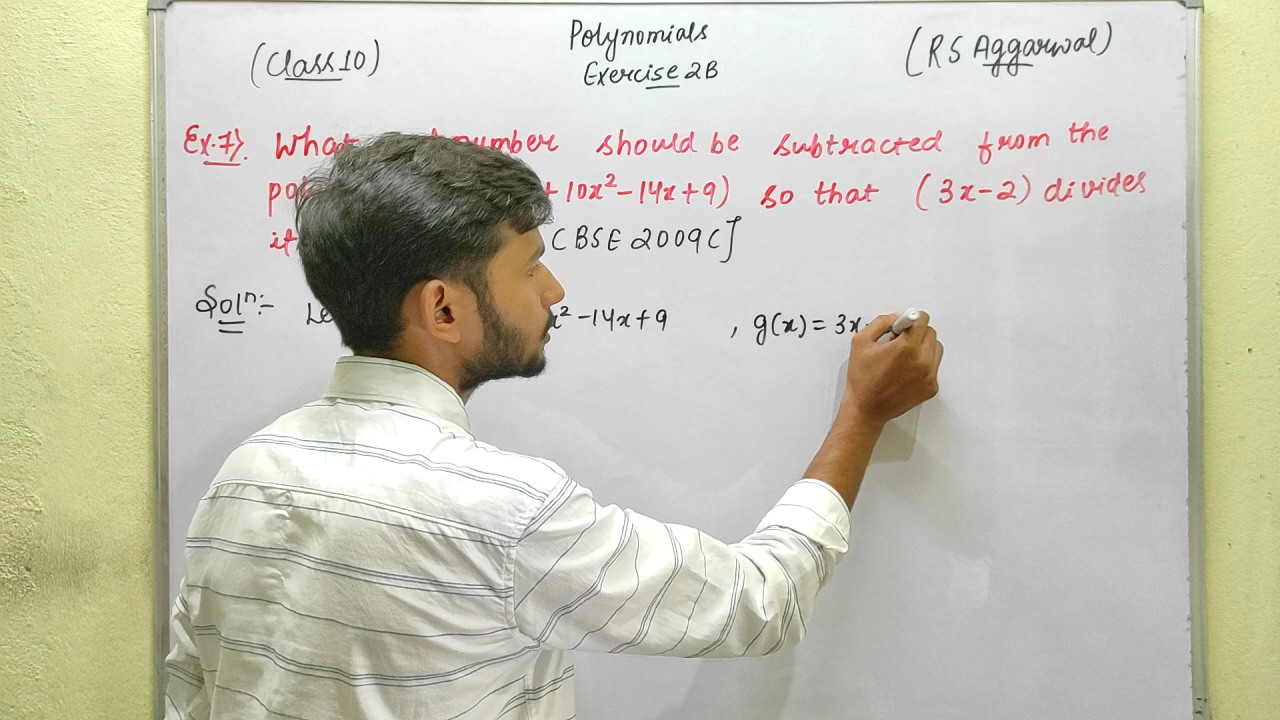 (Class 10)
Polynomials
Exercise 2B
(RS Aggarwal)
Ex.7〉. What number should be subtracted from the
+ 10x² - 14x + 9) so that (3x - 2) divides
it CBSE 2009C]
Solⁿ:- Le x² - 14x + 9 , g(x) = 3x